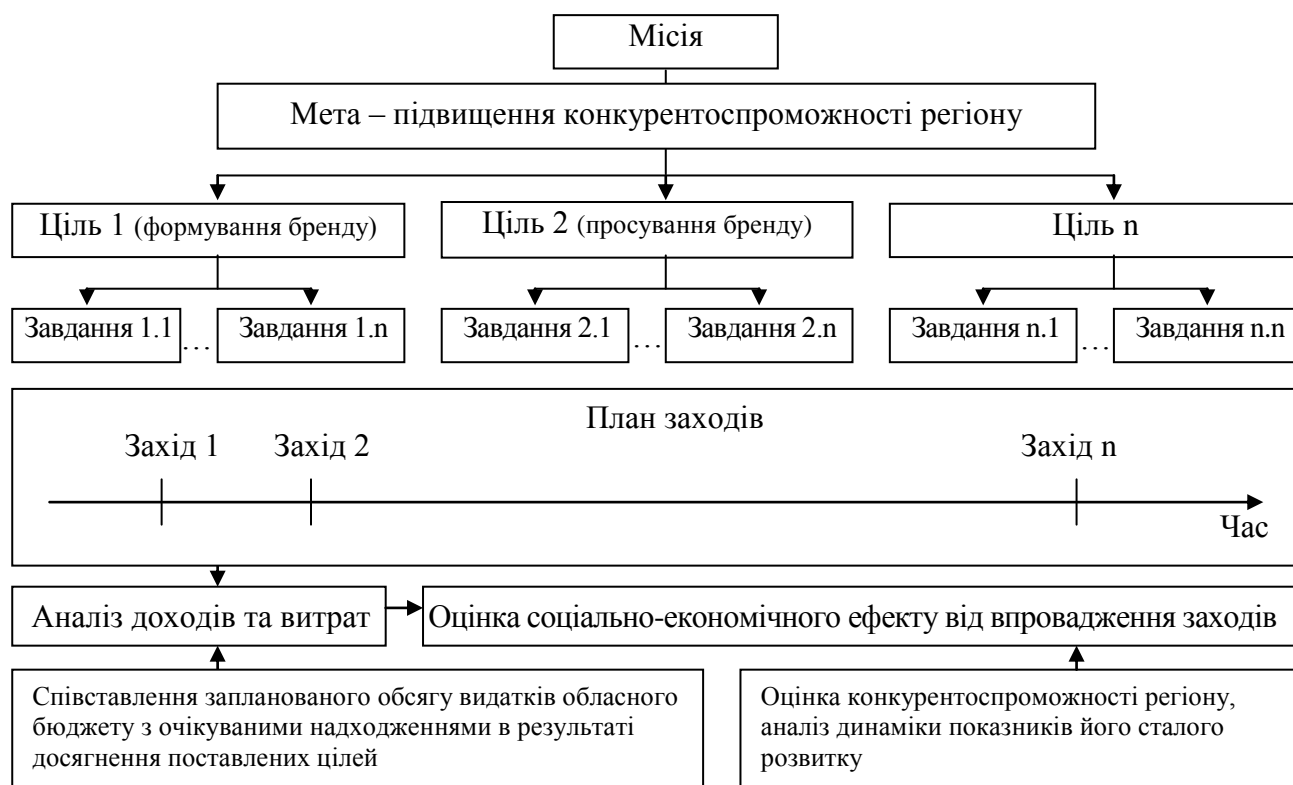 Місія
Мета – підвищення конкурентоспроможності регіону
Ціль 1 (формування бренду)
Ціль 2 (просування бренду)
Ціль n
Завдання 1.1
…
Завдання 1.n
Завдання 2.1
…
Завдання 2.n
Завдання n.1
…
Завдання n.n
План заходів
Захід 1
Захід 2
Захід n
Час
Аналіз доходів та витрат
Оцінка соціально-економічного ефекту від впровадження заходів
Співставлення запланованого обсягу видатків обласного
бюджету з очікуваними надходженнями в результаті
досягнення поставлених цілей
Оцінка конкурентоспроможності регіону,
аналіз динаміки показників його сталого
розвитку